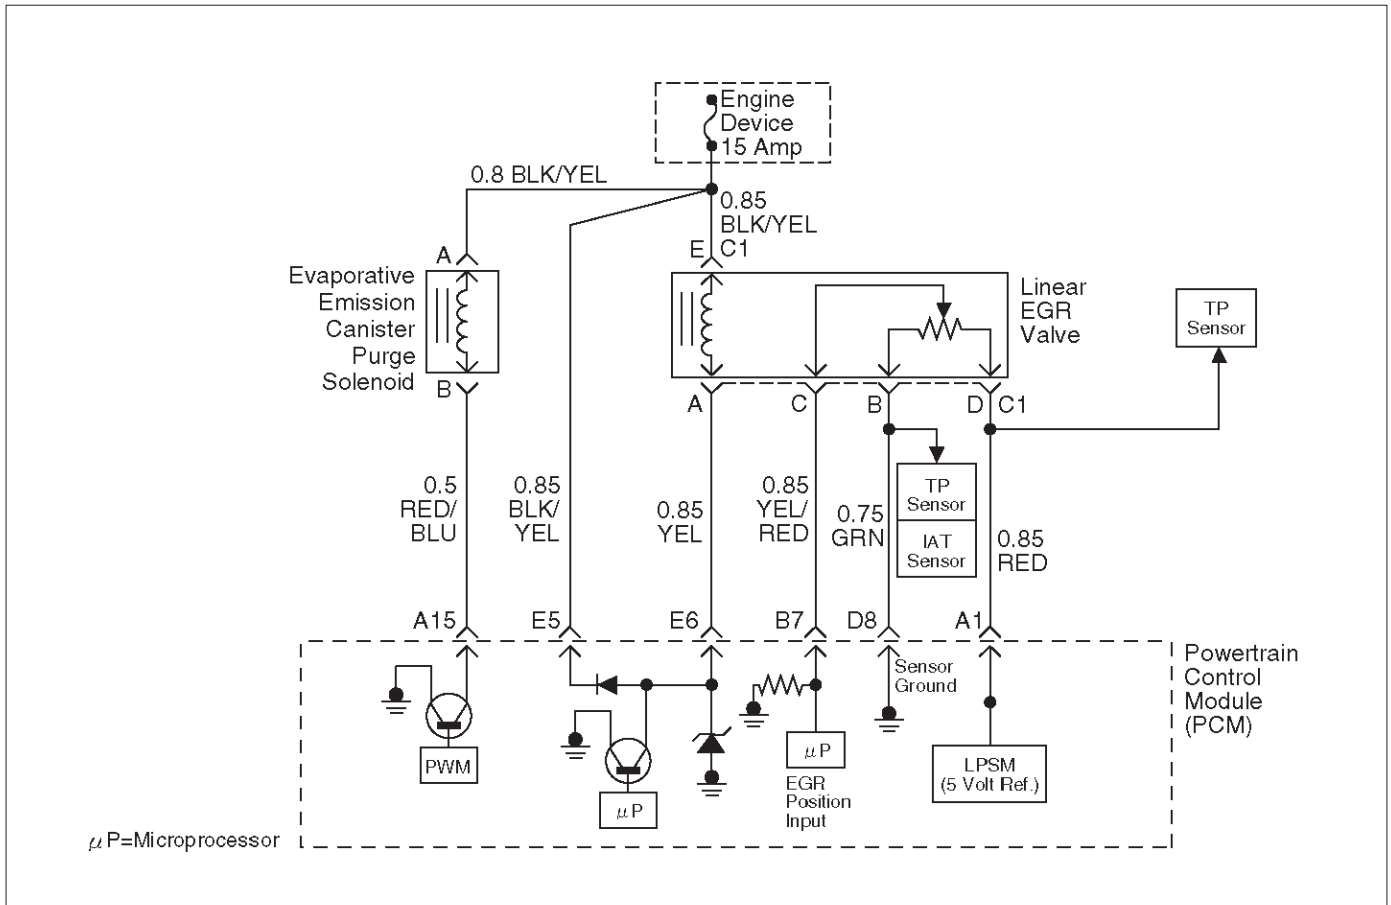 Engine
Device
15 Amp
0.8 BLK/YEL
0.85
BLK/YEL
A
E C1
Evaporative
Emission
Canister
Purge
Solenoid
Linear
EGR
Valve
TP
Sensor
B
A
C
B
D C1
0.5
RED/
BLU
0.85
BLK/
YEL
0.85
YEL
0.85
YEL/
RED
0.75
GRN
TP
Sensor
IAT
Sensor
0.85
RED
A15
E5
E6
B7
D8
A1
Sensor
Ground
Powertrain
Control
Module
(PCM)
PWM
μP
μP
EGR
Position
Input
LPSM
(5 Volt Ref.)
μP=Microprocessor